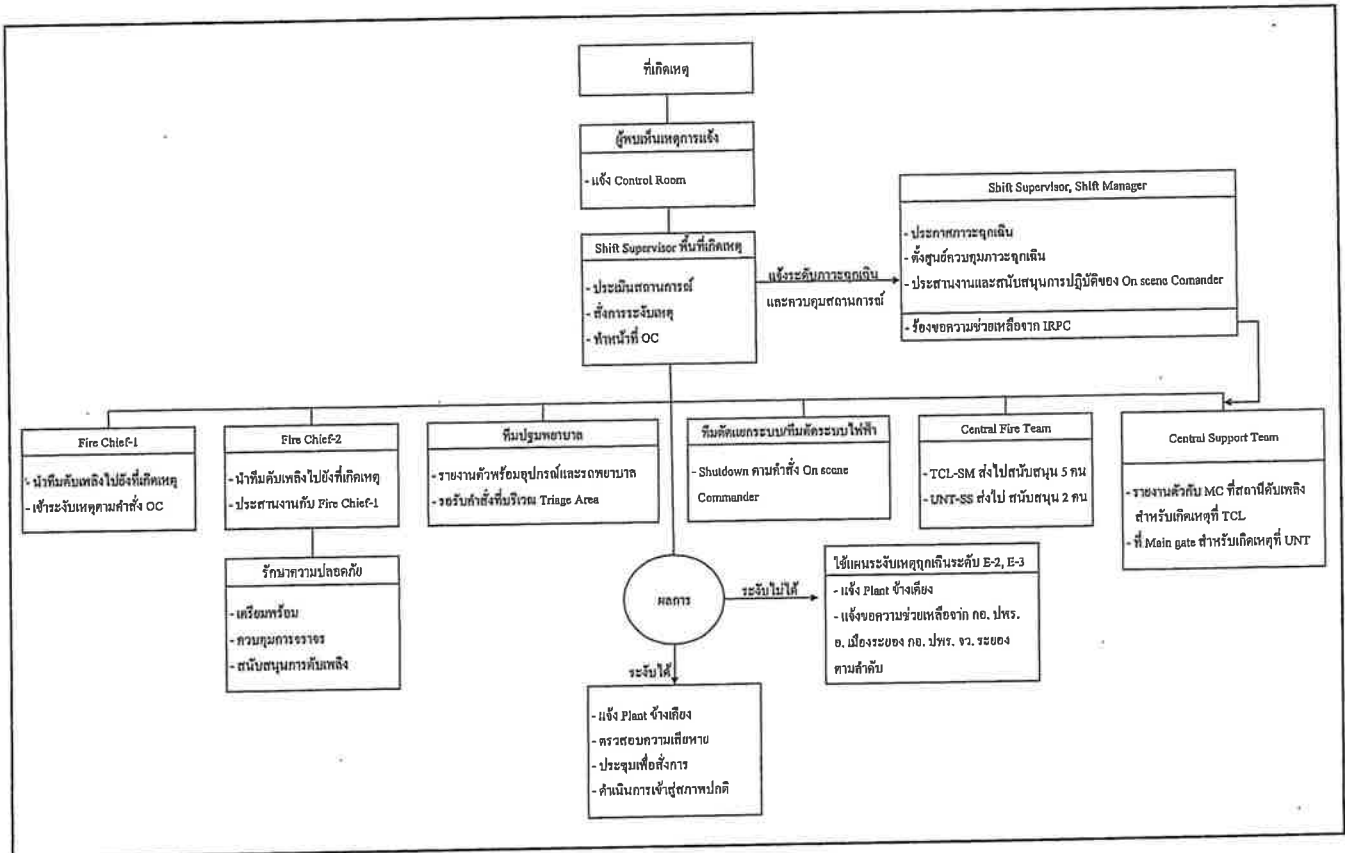 ที่เกิดเหตุ
ผู้พบเห็นเหตุการแจ้ง
- แจ้ง Control Room
Shift Supervisor พื้นที่เกิดเหตุ
- ประเมินสถานการณ์
- สั่งการระงับเหตุ
- ทำหน้าที่ OC
แจ้งระดับภาวะฉุกเฉิน
และควบคุมสถานการณ์
Shift Supervisor, Shift Manager
- ประกาศภาวะฉุกเฉิน
- ตั้งศูนย์ควบคุมภาวะฉุกเฉิน
- ประสานงานและสนับสนุนการปฏิบัติของ On scene Comander
- ร้องขอความช่วยเหลือจาก IRPC
Fire Chief-1
- นำทีมดับเพลิงไปยังที่เกิดเหตุ
- เข้าระงับเหตุตามคำสั่ง OC
Fire Chief-2
- นำทีมดับเพลิงไปยังที่เกิดเหตุ
- ประสานงานกับ Fire Chief-1
รักษาความปลอดภัย
- เตรียมพร้อม
- ควบคุมการจราจร
- สนับสนุนการดับเพลิง
ทีมปฐมพยาบาล
- รายงานตัวพร้อมอุปกรณ์และรถพยาบาล
- รอรับคำสั่งที่บริเวณ Triage Area
ทีมตัดแยกระบบ/ทีมตัดระบบไฟฟ้า
- Shutdown ตามคำสั่ง On scene
Commander
Central Fire Team
- TCL-SM ส่งไปสนับสนุน 5 คน
- UNT-SS ส่งไป สนับสนุน 2 คน
Central Support Team
- รายงานตัวกับ MC ที่สถานีดับเพลิง
สำหรับเกิดเหตุที่ TCL
- ที่ Main gate สำหรับเกิดเหตุที่ UNT
ผลการ
ระงับไม่ได้
ใช้แผนระงับเหตุฉุกเฉินระดับ E-2, E-3
- แจ้ง Plant ข้างเคียง
- แจ้งขอความช่วยเหลือจาก กอ. ปพร.
อ. เมืองระยอง กอ. ปพร. จว. ระยอง
ตามลำดับ
ระงับได้
- แจ้ง Plant ข้างเคียง
- ตรวจสอบความเสียหาย
- ประชุมเพื่อสั่งการ
- ดำเนินการเข้าสู่สภาพปกติ